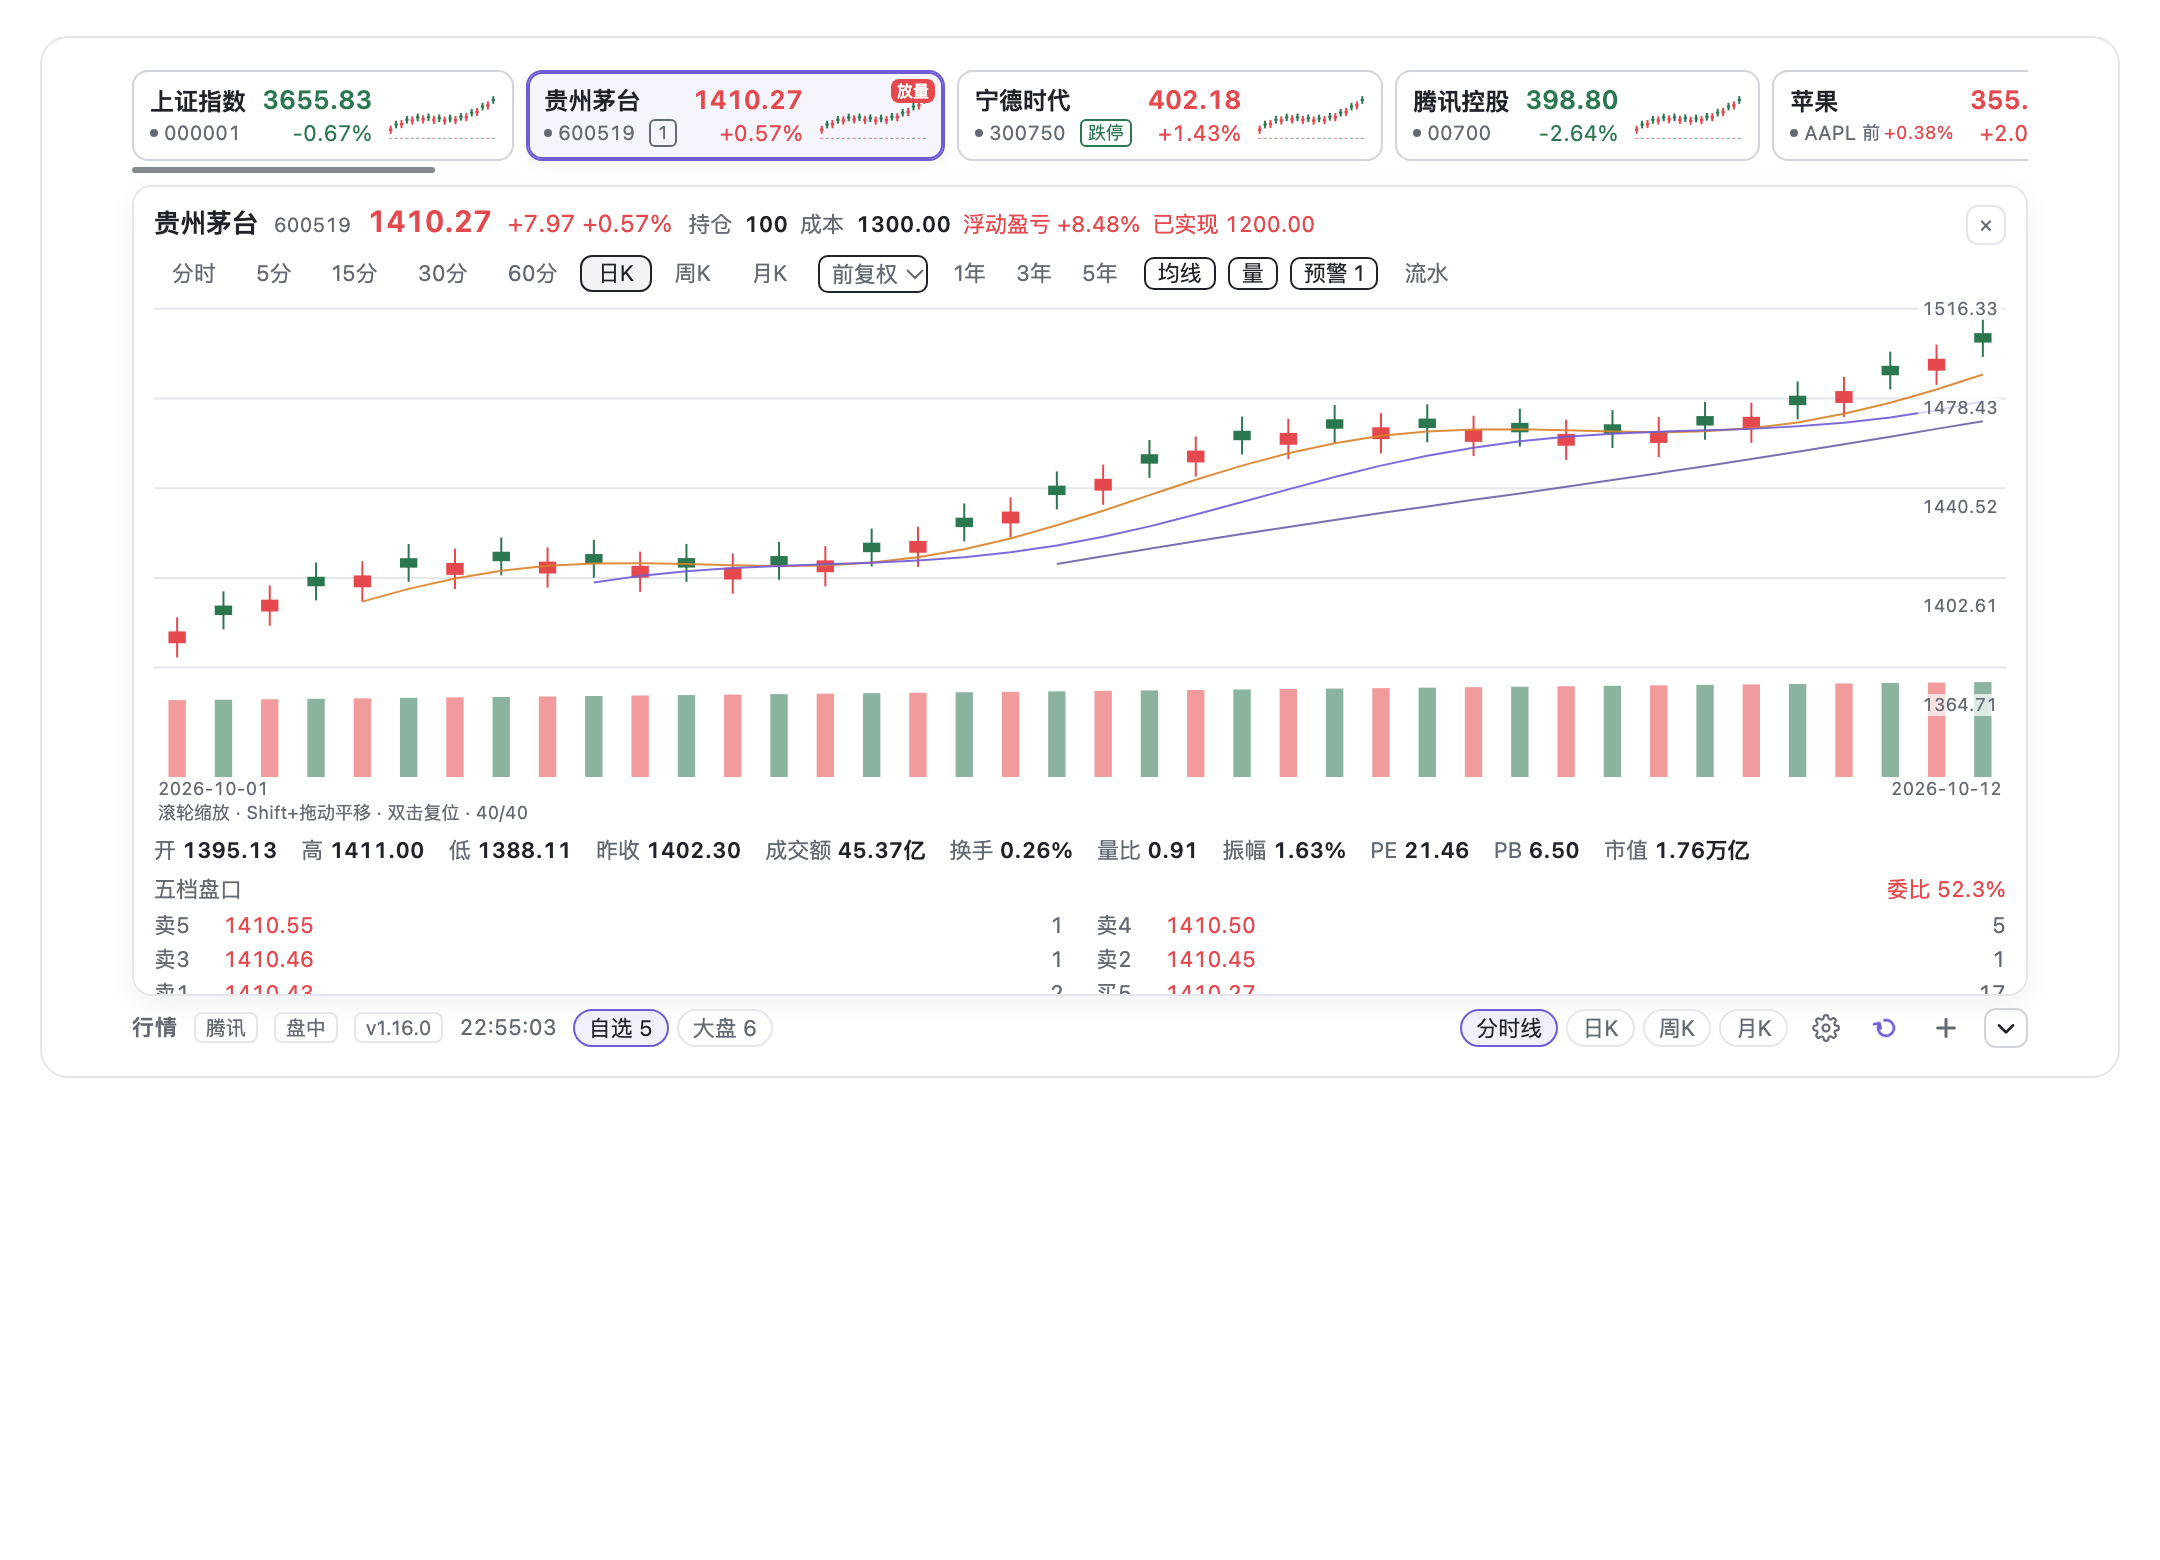 上证指数 3655.83
000001 -0.67%
贵州茅台 1410.27 放量
600519 1 +0.57%
宁德时代 402.18
300750 跌停 +1.43%
腾讯控股 398.80
00700 -2.64%
苹果 355.
AAPL 前+0.38% +2.0
贵州茅台 600519 1410.27 +7.97 +0.57% 持仓 100 成本 1300.00 浮动盈亏 +8.48% 已实现 1200.00 ×
分时 5分 15分 30分 60分 日K 周K 月K 前复权 1年 3年 5年 均线 量 预警 1 流水
1516.33
1478.43
1440.52
1402.61
1364.71
2026-10-01 2026-10-12
滚轮缩放 · Shift+拖动平移 · 双击复位 · 40/40
开 1395.13 高 1411.00 低 1388.11 昨收 1402.30 成交额 45.37亿 换手 0.26% 量比 0.91 振幅 1.63% PE 21.46 PB 6.50 市值 1.76万亿
五档盘口 委比 52.3%
卖5 1410.55 1 卖4 1410.50 5
卖3 1410.46 1 卖2 1410.45 1
卖1 1410.43 2 买5 1410.27 17
行情 腾讯 盘中 v1.16.0 22:55:03 自选 5 大盘 6 分时线 日K 周K 月K